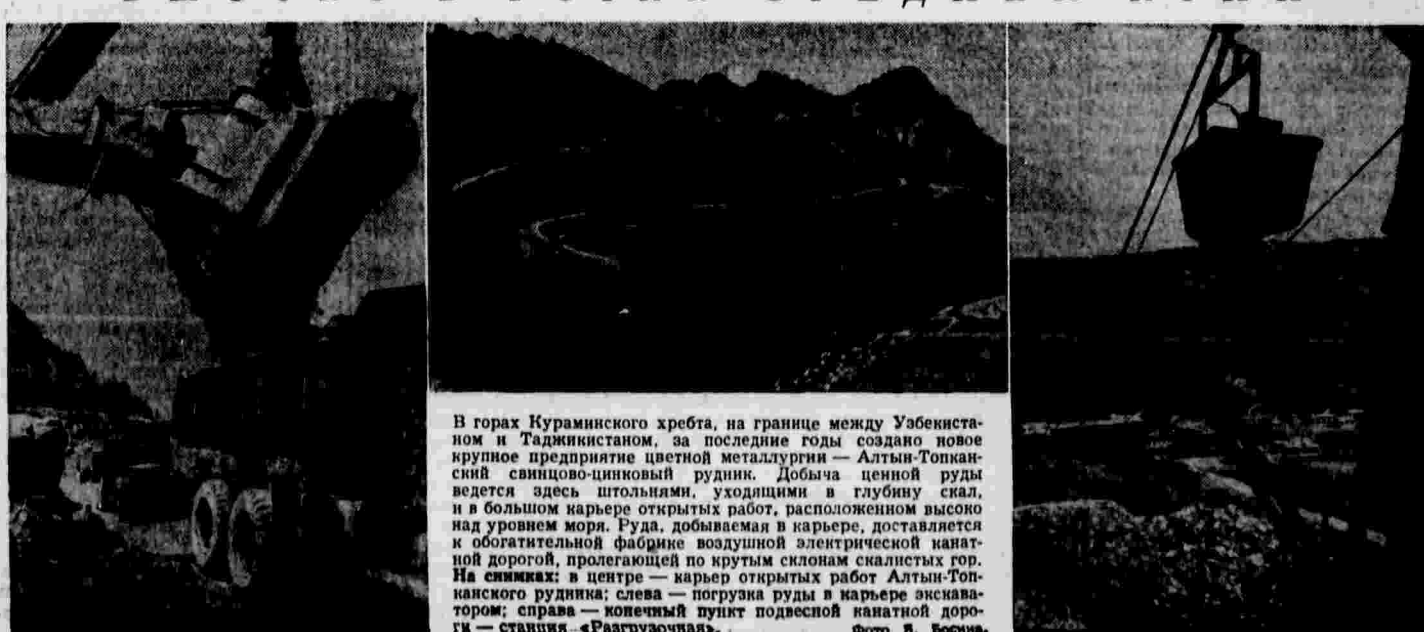 В горах Кураминского хребта, на границе между Узбекиста-
ном и Таджикистаном, за последние годы создано новое
крупное предприятие цветной металлургии — Алтын-Топкан-
ский свинцово-цинковый рудник. Добыча ценной руды
ведется здесь штольнями, уходящими в глубину скал,
и в большом карьере открытых работ, расположенном высоко
над уровнем моря. Руда, добываемая в карьере, доставляется
к обогатительной фабрике воздушной электрической канат-
ной дорогой, пролегающей по крутым склонам скалистых гор.
На снимках: в центре — карьер открытых работ Алтын-Топ-
канского рудника; слева — погрузка руды в карьере экскава-
тором; справа — конечный пункт подвесной канатной доро-
ги — станция «Разгрузочная». Фото